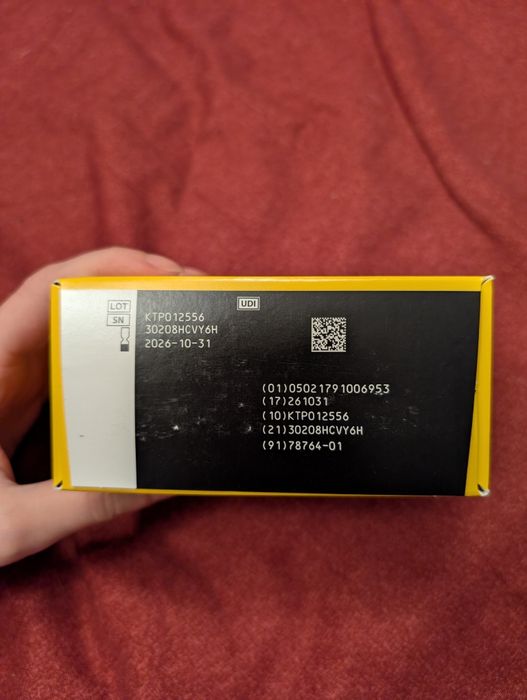 LOT
KTP012556
UDI
SN
30208HCVY6H
2026-10-31
(01)05021791006953
(17)261031
(10)KTP012556
(21)30208HCVY6H
(91)78764-01